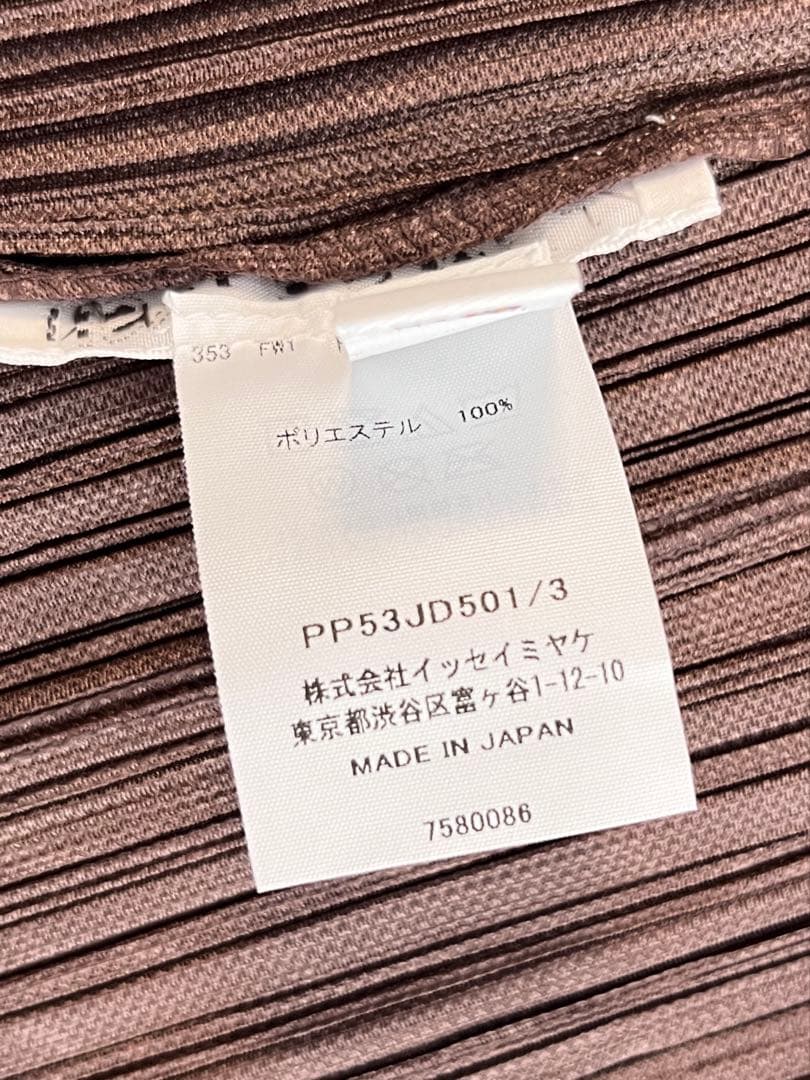 353 FW1
ポリエステル 100%
PP53JD501/3
株式会社イッセイミヤケ
東京都渋谷区富ヶ谷1-12-10
MADE IN JAPAN
7580086